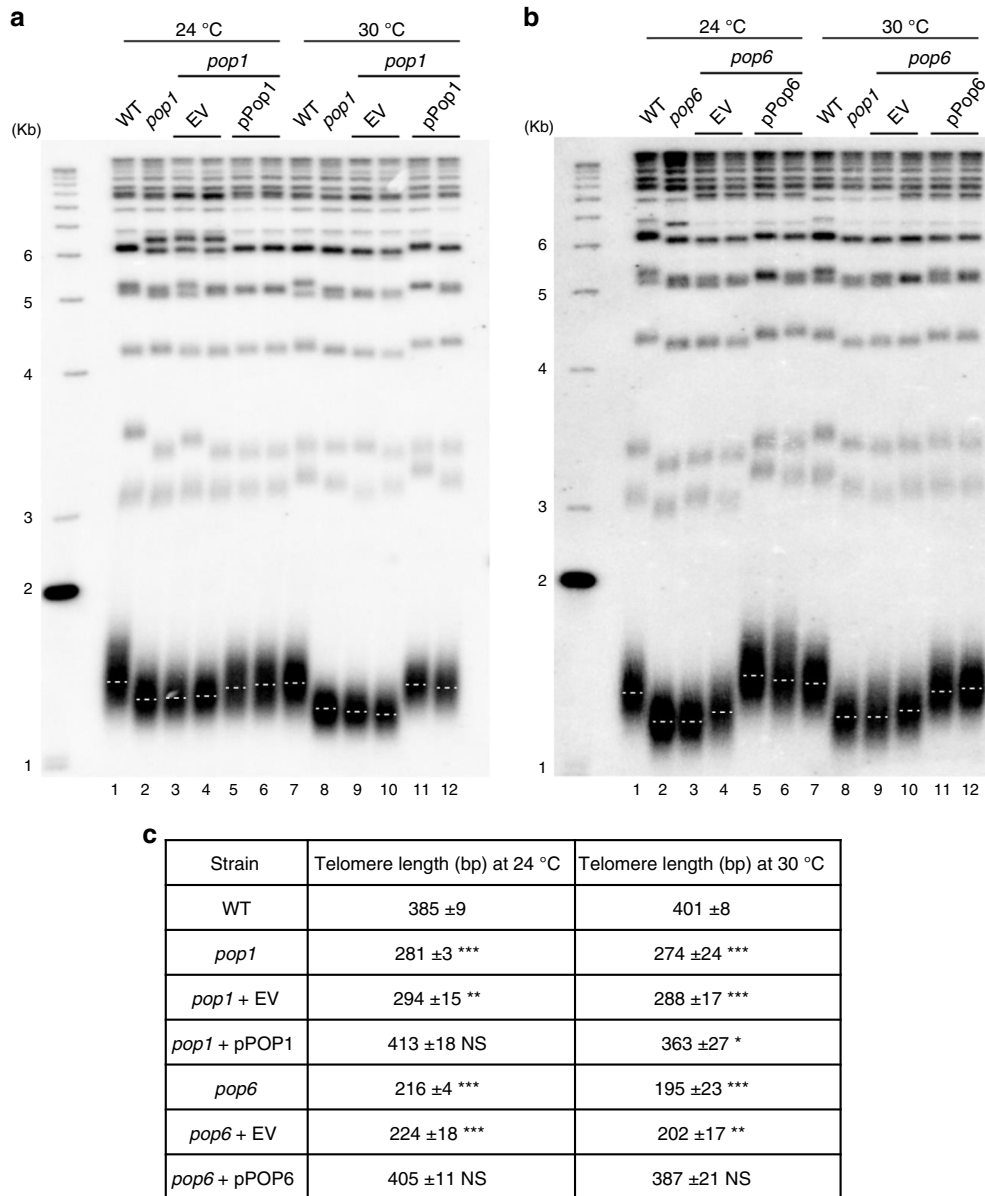 a
24 °C 30 °C
pop1 pop1
WT pop1 EV pPop1 WT pop1 EV pPop1
(Kb)
6
5
4
3
2
1
1 2 3 4 5 6 7 8 9 10 11 12
b
24 °C 30 °C
pop6 pop6
WT pop6 EV pPop6 WT pop1 EV pPop6
(Kb)
6
5
4
3
2
1
1 2 3 4 5 6 7 8 9 10 11 12
c
Strain Telomere length (bp) at 24 °C Telomere length (bp) at 30 °C
WT 385 ±9 401 ±8
pop1 281 ±3 *** 274 ±24 ***
pop1 + EV 294 ±15 ** 288 ±17 ***
pop1 + pPOP1 413 ±18 NS 363 ±27 *
pop6 216 ±4 *** 195 ±23 ***
pop6 + EV 224 ±18 *** 202 ±17 **
pop6 + pPOP6 405 ±11 NS 387 ±21 NS